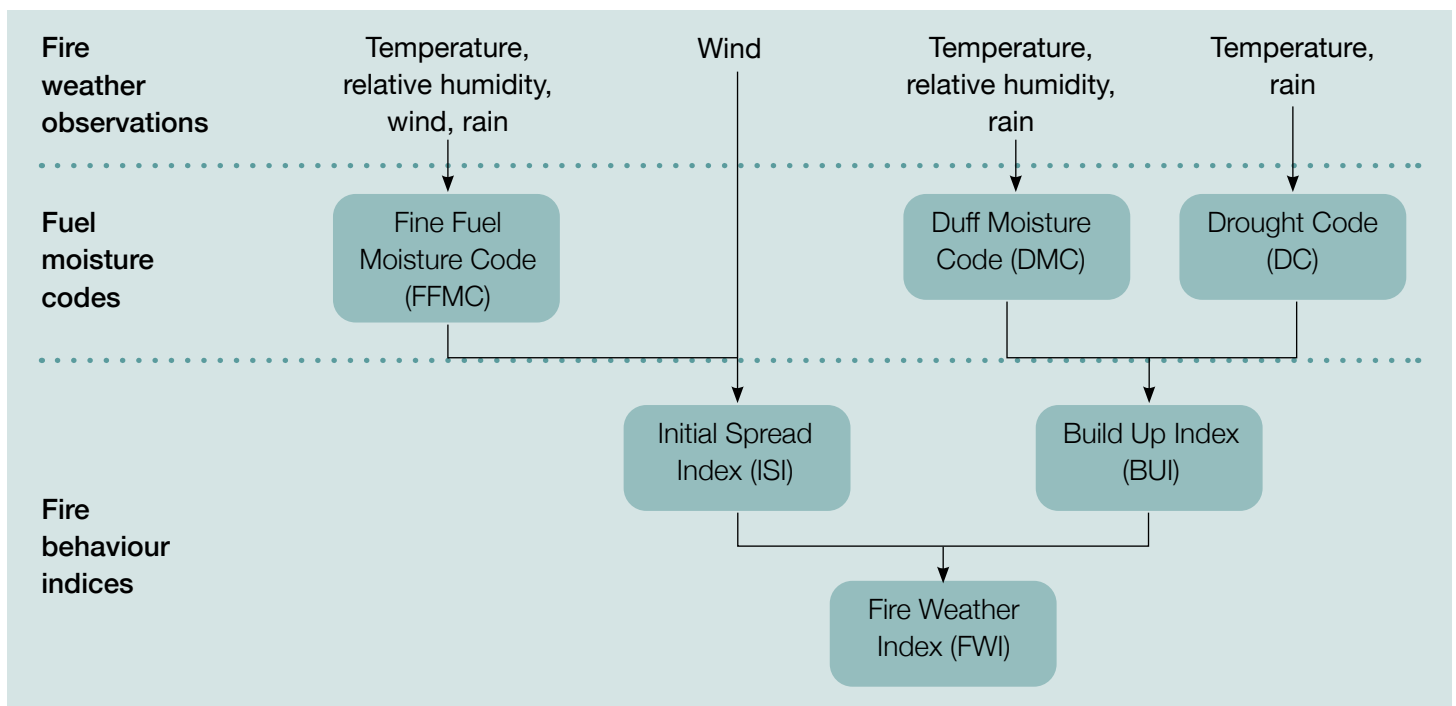 Fire
weather
observations
Temperature,
relative humidity,
wind, rain
Wind
Temperature,
relative humidity,
rain
Temperature,
rain
Fuel
moisture
codes
Fine Fuel
Moisture Code
(FFMC)
Duff Moisture
Code (DMC)
Drought Code
(DC)
Fire
behaviour
indices
Initial Spread
Index (ISI)
Build Up Index
(BUI)
Fire Weather
Index (FWI)